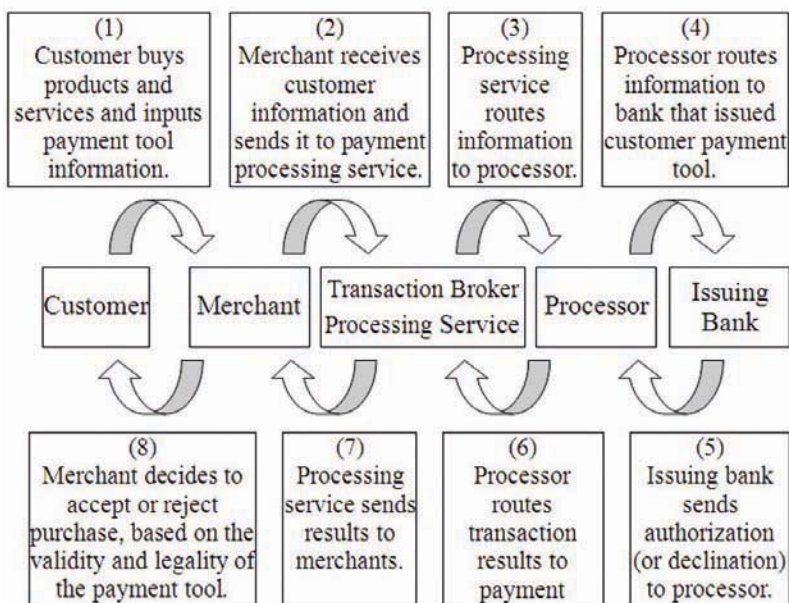 (1)
Customer buys
products and
services and inputs
payment tool
information.
(2)
Merchant receives
customer
information and
sends it to payment
processing service.
(3)
Processing
service
routes
information
to processor.
(4)
Processor routes
information to
bank that issued
customer payment
tool.
Customer
Merchant
Transaction Broker
Processing Service
Processor
Issuing
Bank
(8)
Merchant decides to
accept or reject
purchase, based on the
validity and legality of
the payment tool.
(7)
Processing
service sends
results to
merchants.
(6)
Processor
routes
transaction
results to
payment
(5)
Issuing bank
sends
authorization
(or declination)
to processor.